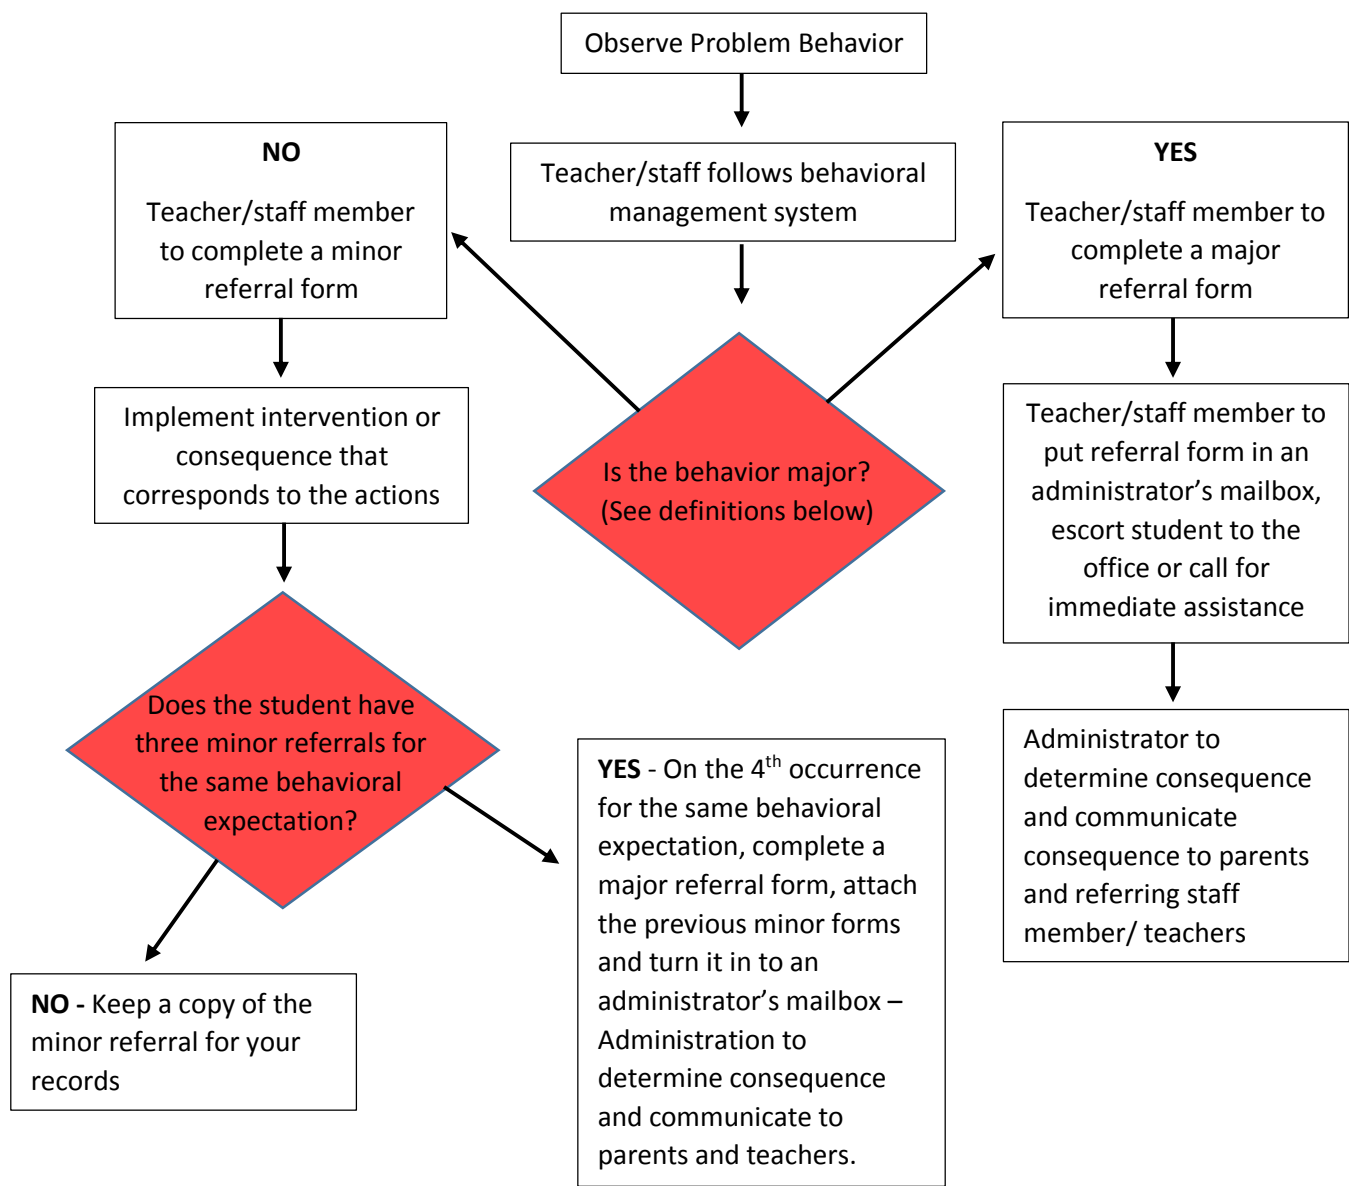 Observe Problem Behavior
Teacher/staff follows behavioral
management system
NO
Teacher/staff member
to complete a minor
referral form
YES
Teacher/staff member to
complete a major
referral form
Is the behavior major?
(See definitions below)
Implement intervention or
consequence that
corresponds to the actions
Teacher/staff member to
put referral form in an
administrator’s mailbox,
escort student to the
office or call for
immediate assistance
Does the student have
three minor referrals for
the same behavioral
expectation?
Administrator to
determine consequence
and communicate
consequence to parents
and referring staff
member/ teachers
YES - On the 4th occurrence
for the same behavioral
expectation, complete a
major referral form, attach
the previous minor forms
and turn it in to an
administrator’s mailbox –
Administration to
determine consequence
and communicate to
parents and teachers.
NO - Keep a copy of the
minor referral for your
records